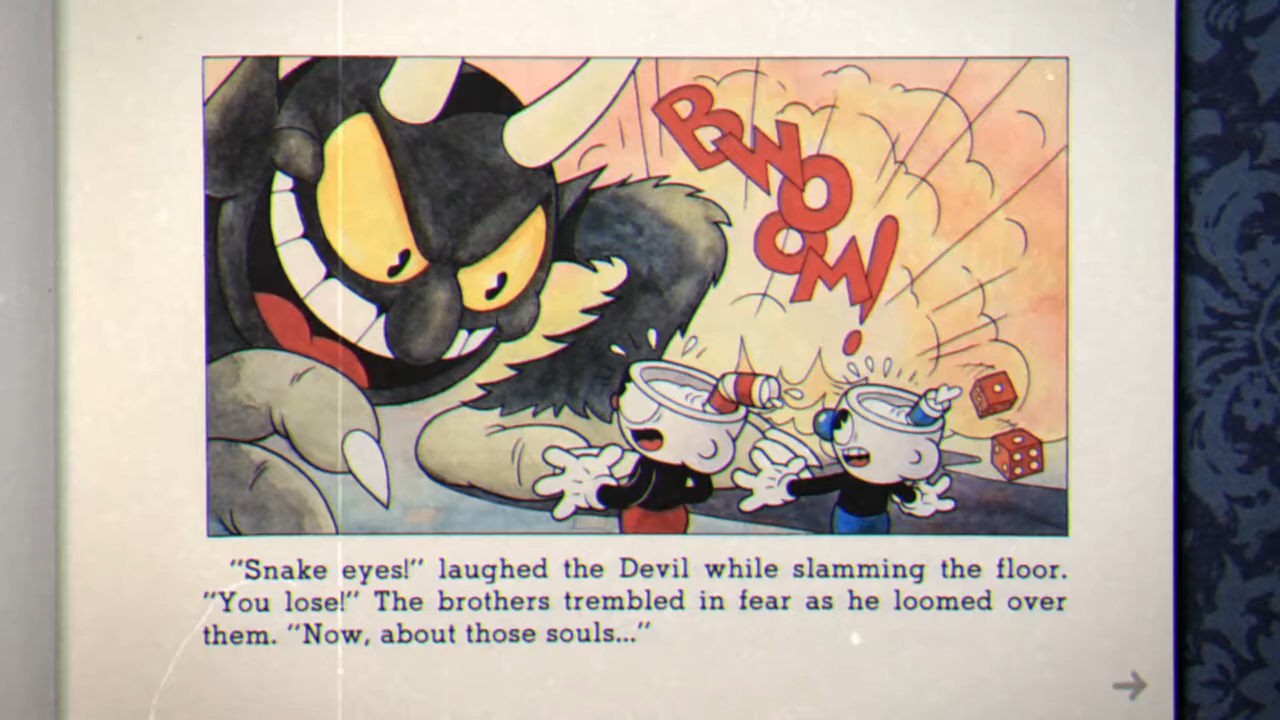 BWOOM!
"Snake eyes!" laughed the Devil while slamming the floor.
"You lose!" The brothers trembled in fear as he loomed over
them. "Now, about those souls..."